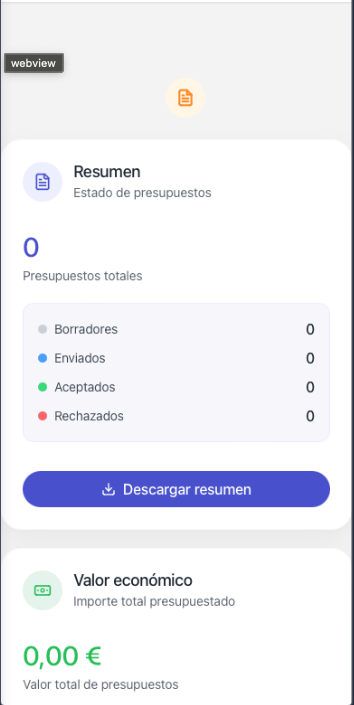 webview
Resumen
Estado de presupuestos
0
Presupuestos totales
Borradores 0
Enviados 0
Aceptados 0
Rechazados 0
Descargar resumen
Valor económico
Importe total presupuestado
0,00 €
Valor total de presupuestos